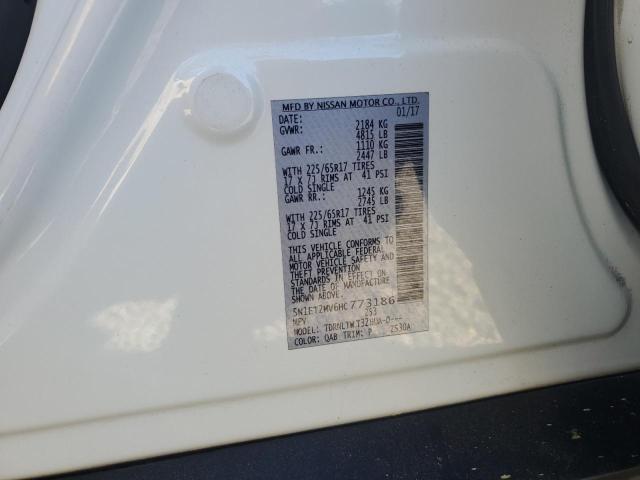 MFD BY NISSAN MOTOR CO., LTD.
DATE: 01/17
GVWR: 2184 KG
4815 LB
GAWR FR.: 1110 KG
2447 LB
WITH 225/65R17 TIRES
17 X 7J RIMS AT 41 PSI
COLD SINGLE
GAWR RR.: 1245 KG
2745 LB
WITH 225/65R17 TIRES
17 X 7J RIMS AT 41 PSI
COLD SINGLE
THIS VEHICLE CONFORMS TO
ALL APPLICABLE FEDERAL
MOTOR VEHICLE SAFETY AND
THEFT PREVENTION
STANDARDS IN EFFECT ON
THE DATE OF MANUFACTURE
SHOWN ABOVE.
5N1ET2MV6HC773186
MPV 2S3
MODEL:
COLOR: QAB TRIM: P 2S30A